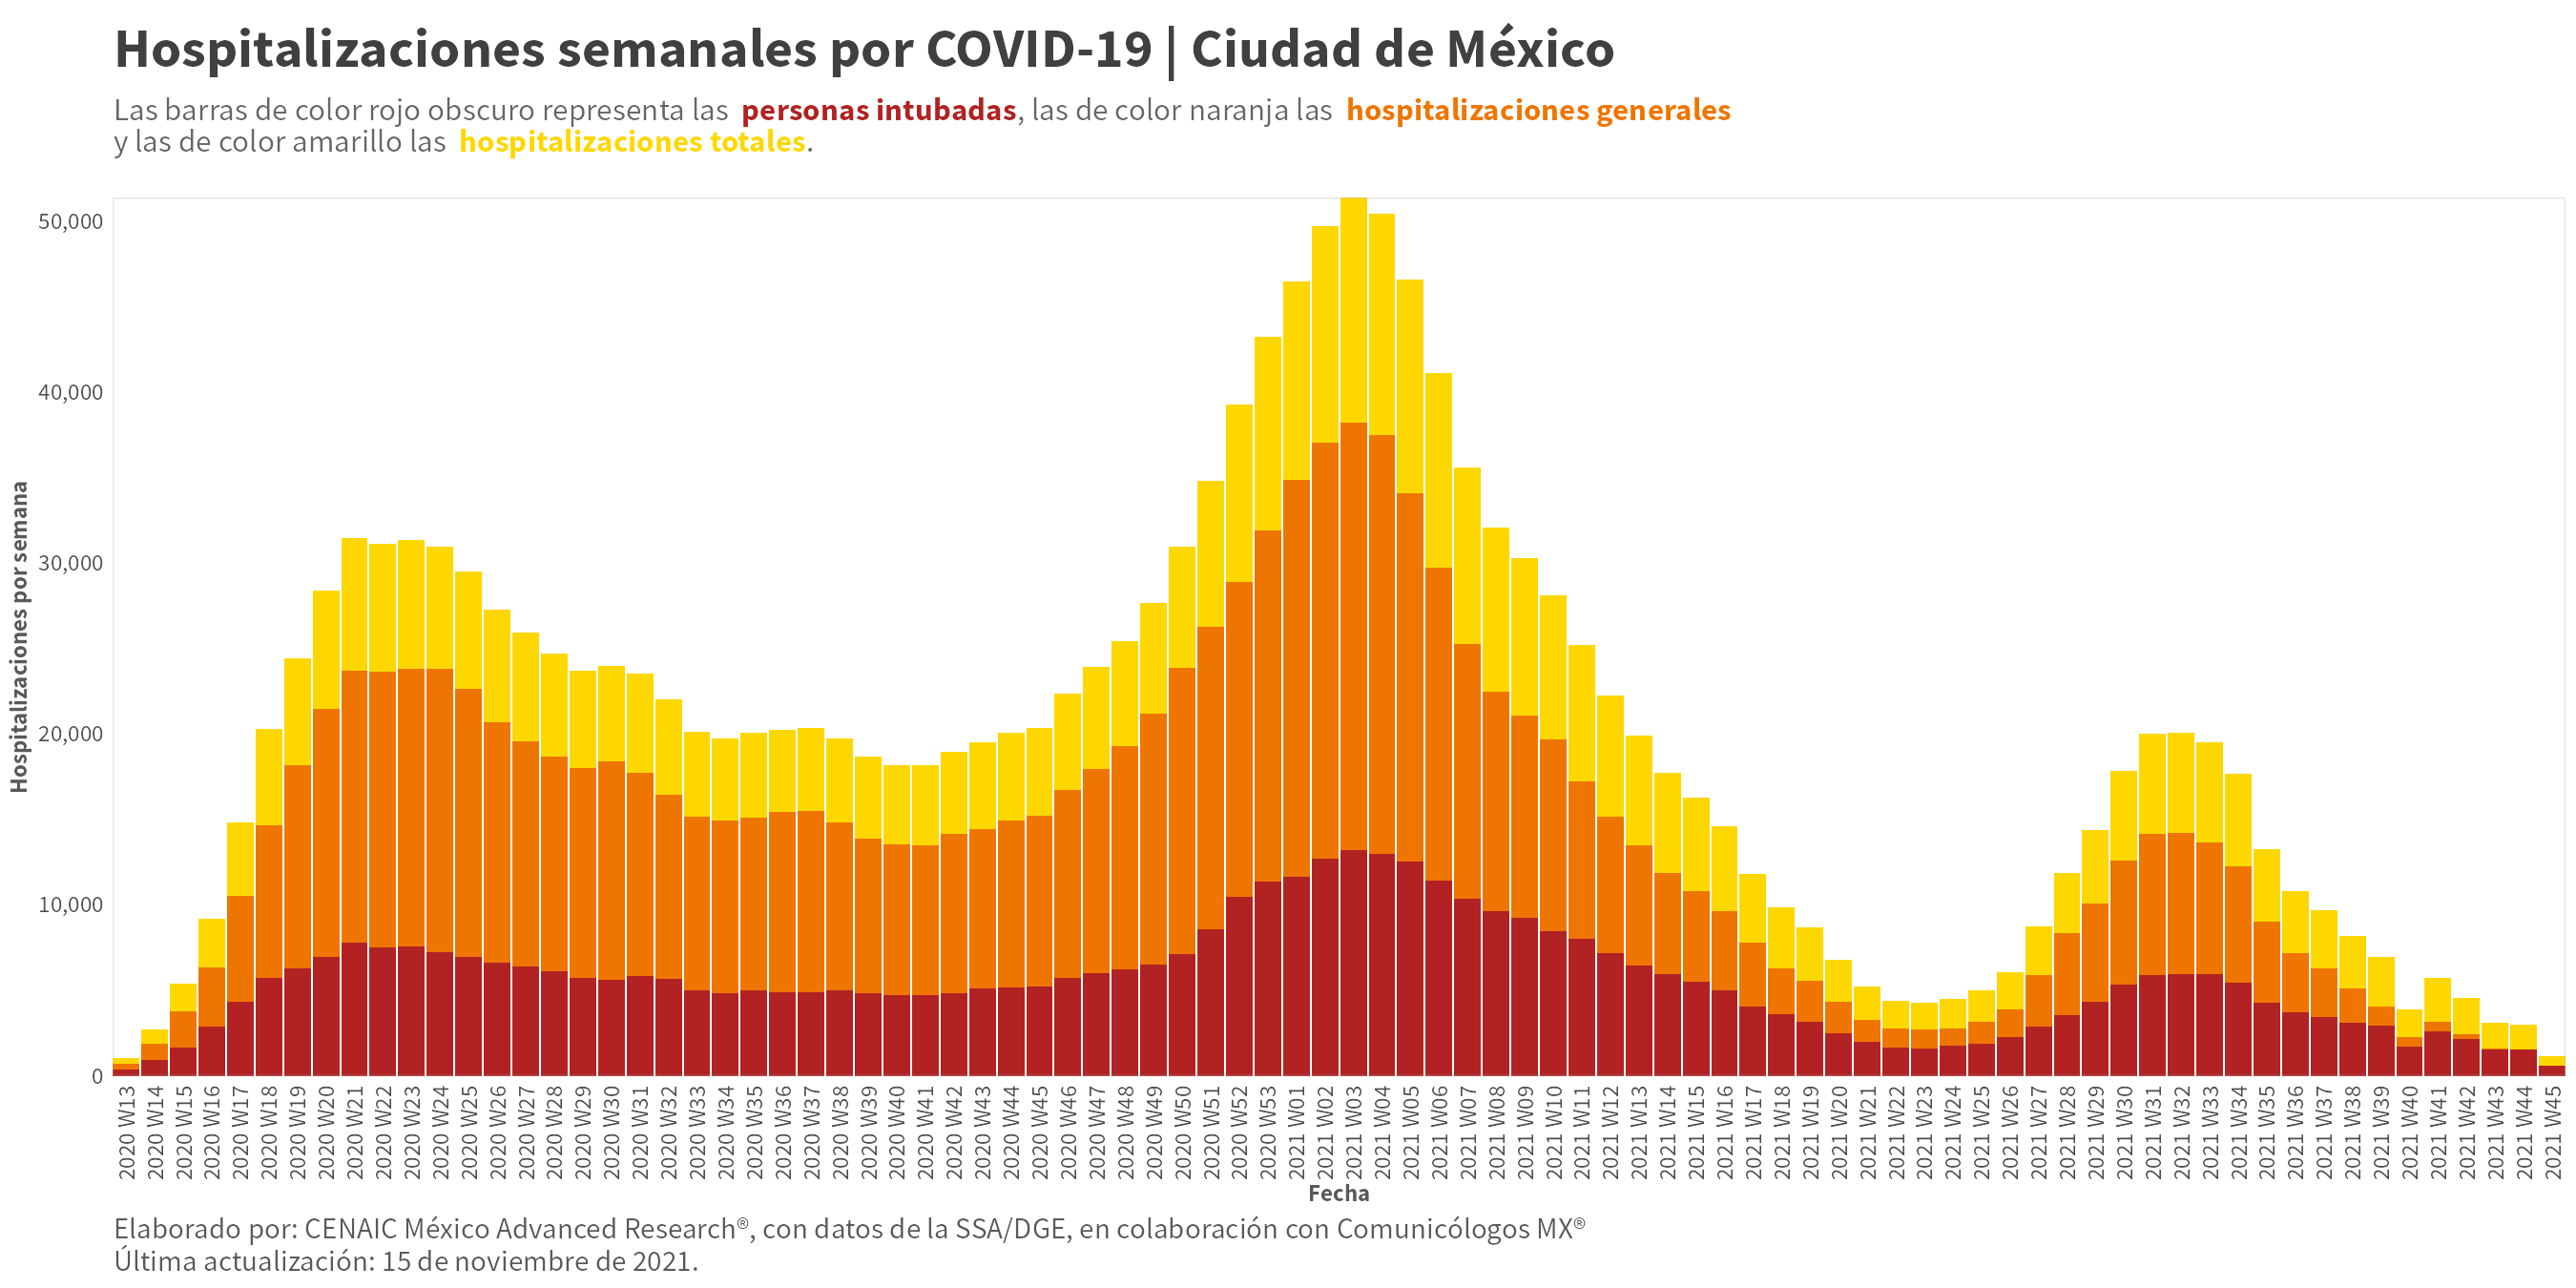 Hospitalizaciones semanales por COVID-19 | Ciudad de México
Las barras de color rojo obscuro representa las personas intubadas, las de color naranja las hospitalizaciones generales
y las de color amarillo las hospitalizaciones totales.
Hospitalizaciones por semana
50,000
40,000
30,000
20,000
10,000
0
2020 W13
2020 W14
2020 W15
2020 W16
2020 W17
2020 W18
2020 W19
2020 W20
2020 W21
2020 W22
2020 W23
2020 W24
2020 W25
2020 W26
2020 W27
2020 W28
2020 W29
2020 W30
2020 W31
2020 W32
2020 W33
2020 W34
2020 W35
2020 W36
2020 W37
2020 W38
2020 W39
2020 W40
2020 W41
2020 W42
2020 W43
2020 W44
2020 W45
2020 W46
2020 W47
2020 W48
2020 W49
2020 W50
2020 W51
2020 W52
2020 W53
2021 W01
2021 W02
2021 W03
2021 W04
2021 W05
2021 W06
2021 W07
2021 W08
2021 W09
2021 W10
2021 W11
2021 W12
2021 W13
2021 W14
2021 W15
2021 W16
2021 W17
2021 W18
2021 W19
2021 W20
2021 W21
2021 W22
2021 W23
2021 W24
2021 W25
2021 W26
2021 W27
2021 W28
2021 W29
2021 W30
2021 W31
2021 W32
2021 W33
2021 W34
2021 W35
2021 W36
2021 W37
2021 W38
2021 W39
2021 W40
2021 W41
2021 W42
2021 W43
2021 W44
2021 W45
Fecha
Elaborado por: CENAIC México Advanced Research®, con datos de la SSA/DGE, en colaboración con Comunicólogos MX®
Última actualización: 15 de noviembre de 2021.